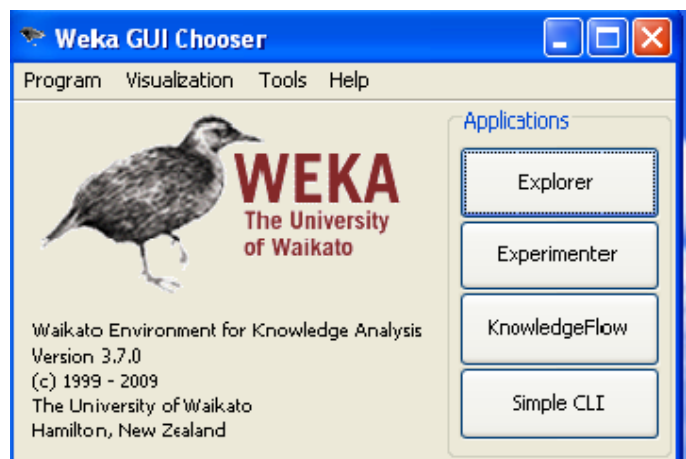 Weka GUI Chooser
Program Visualization Tools Help
Applications
WEKA
The University
of Waikato
Explorer
Experimenter
KnowledgeFlow
Simple CLI
Waikato Environment for Knowledge Analysis
Version 3.7.0
(c) 1999 - 2009
The University of Waikato
Hamilton, New Zealand